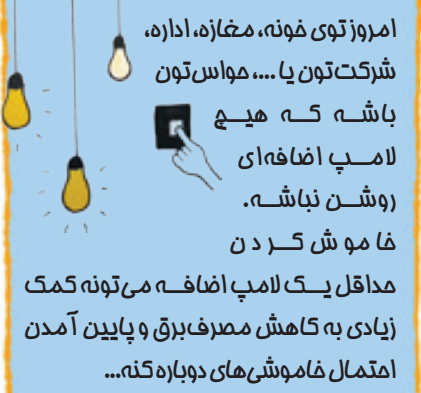 امروز توی خونه، مغازه، اداره،
شرکت‌تون یا ....، حواس‌تون
باشه که هیچ
لامپ اضافه‌ای
روشن نباشه.
خاموش کردن
حداقل یک لامپ اضافه می‌تونه کمک
زیادی به کاهش مصرف برق و پایین آمدن
احتمال خاموشی‌های دوباره کنه...